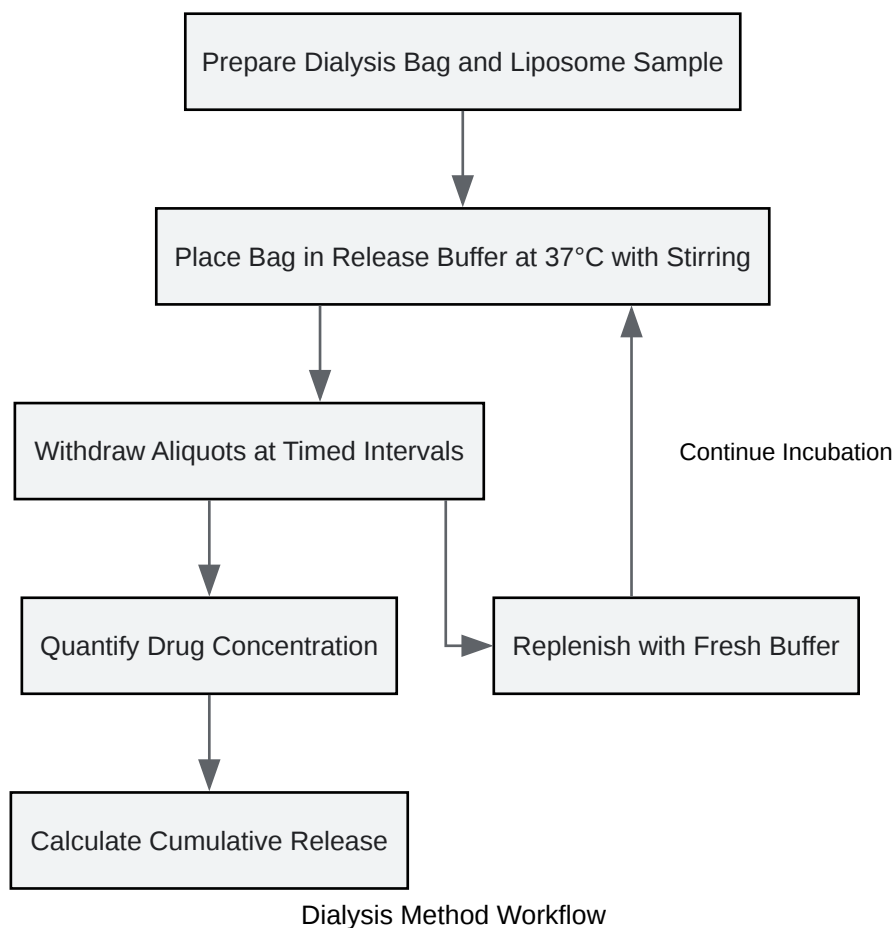 Prepare Dialysis Bag and Liposome Sample
Place Bag in Release Buffer at 37°C with Stirring
Withdraw Aliquots at Timed Intervals
Continue Incubation
Quantify Drug Concentration
Replenish with Fresh Buffer
Calculate Cumulative Release
Dialysis Method Workflow